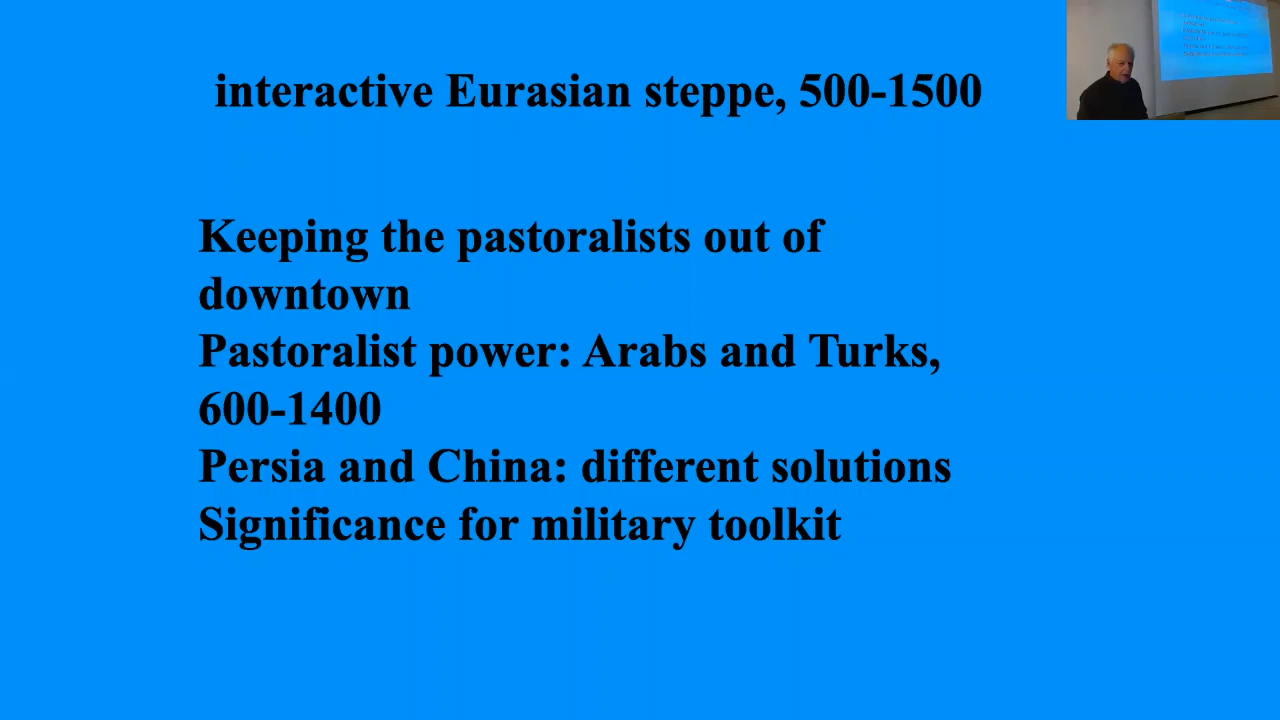 interactive Eurasian steppe, 500-1500
Keeping the pastoralists out of
downtown
Pastoralist power: Arabs and Turks,
600-1400
Persia and China: different solutions
Significance for military toolkit